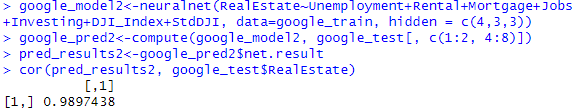 > google_model2<-neuralnet(RealEstate~Unemployment+Rental+Mortgage+Jobs
+Investing+DJI_Index+StdDJI, data=google_train, hidden = c(4,3,3))
> google_pred2<-compute(google_model2, google_test[, c(1:2, 4:8)])
> pred_results2<-google_pred2$net.result
> cor(pred_results2, google_test$RealEstate)
[,1]
[1,] 0.9897438